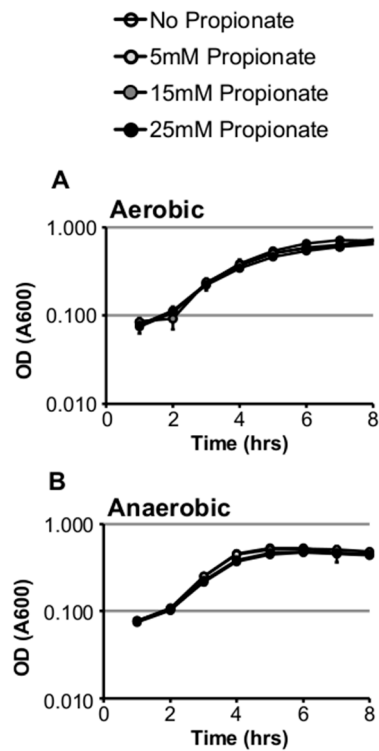 No Propionate
5mM Propionate
15mM Propionate
25mM Propionate
A
Aerobic
1.000
0.100
0.010
OD (A600)
0 2 4 6 8
Time (hrs)
B
Anaerobic
1.000
0.100
0.010
OD (A600)
0 2 4 6 8
Time (hrs)